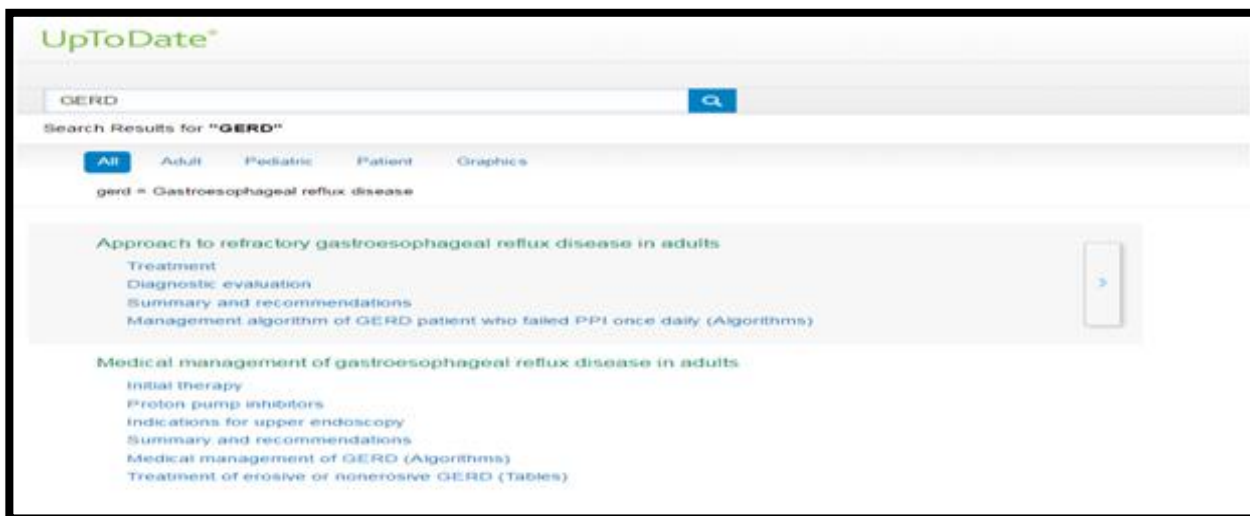 UpToDate®
GERD
Search Results for "GERD"
All Adult Pediatric Patient Graphics
gerd = Gastroesophageal reflux disease
Approach to refractory gastroesophageal reflux disease in adults
Treatment
Diagnostic evaluation
Summary and recommendations
Management algorithm of GERD patient who failed PPI once daily (Algorithms)
Medical management of gastroesophageal reflux disease in adults
Initial therapy
Proton pump inhibitors
Indications for upper endoscopy
Summary and recommendations
Medical management of GERD (Algorithms)
Treatment of erosive or nonerosive GERD (Tables)